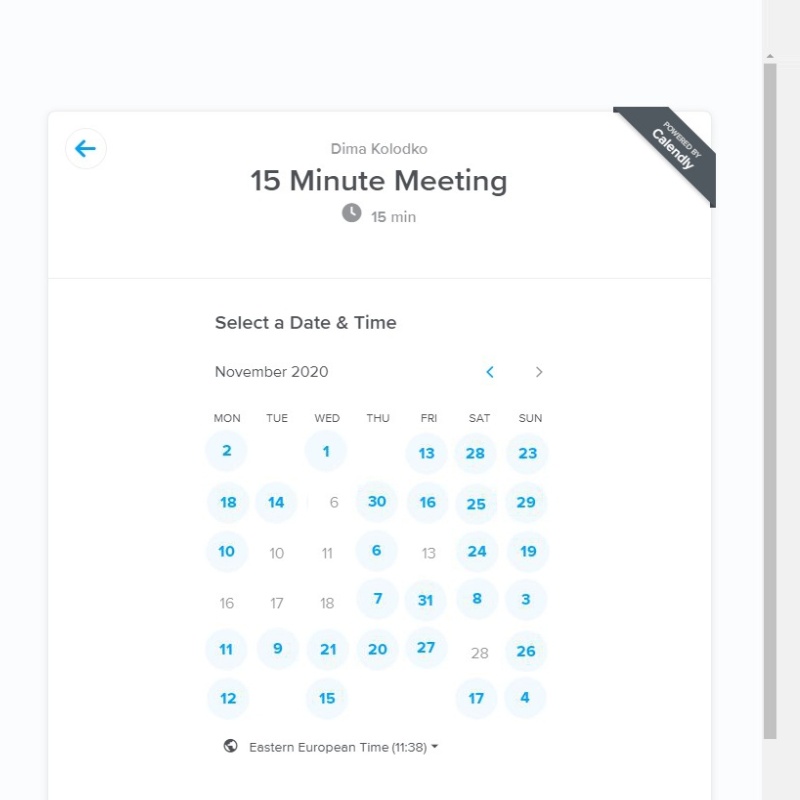 POWERED BY
Calendly
Dima Kolodko
15 Minute Meeting
15 min
Select a Date & Time
November 2020
MON TUE WED THU FRI SAT SUN
2 1 13 28 23
18 14 6 30 16 25 29
10 10 11 6 13 24 19
16 17 18 7 31 8 3
11 9 21 20 27 28 26
12 15 17 4
Eastern European Time (11:38)